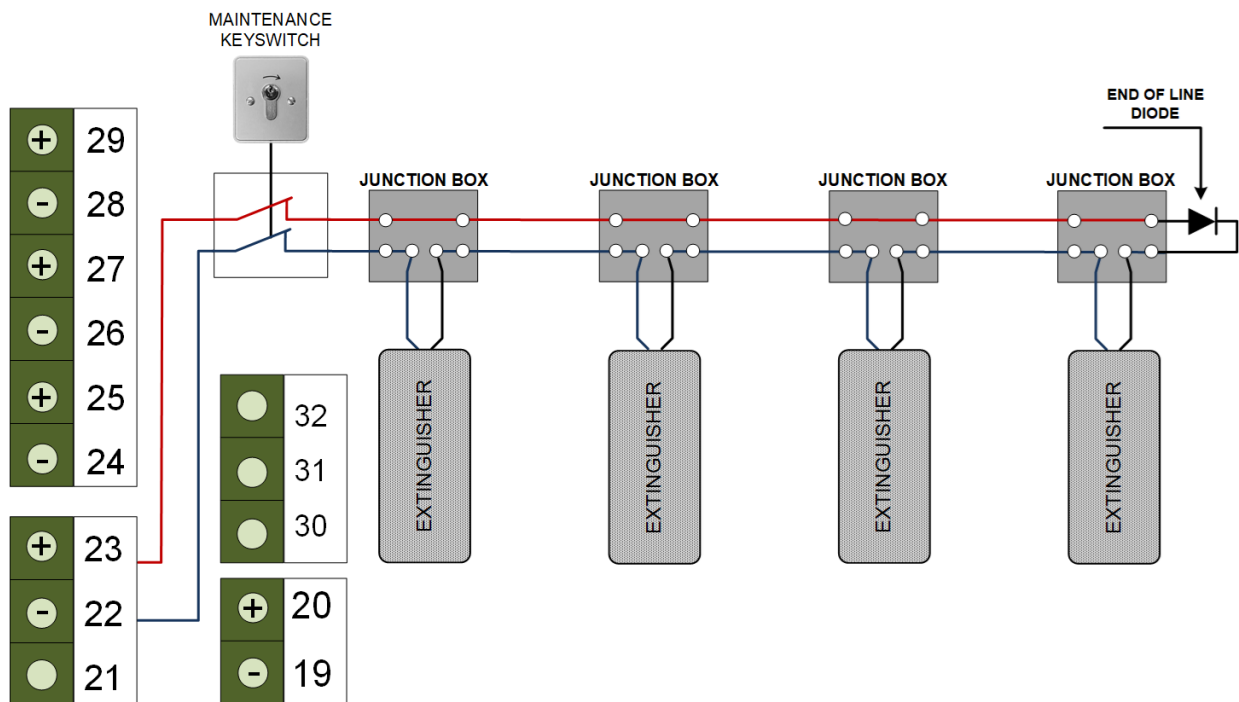 MAINTENANCE
KEYSWITCH
END OF LINE
DIODE
JUNCTION BOX
JUNCTION BOX
JUNCTION BOX
JUNCTION BOX
+ 29
- 28
+ 27
- 26
+ 25
- 24
+ 23
- 22
21
32
31
30
+ 20
- 19
EXTINGUISHER
EXTINGUISHER
EXTINGUISHER
EXTINGUISHER